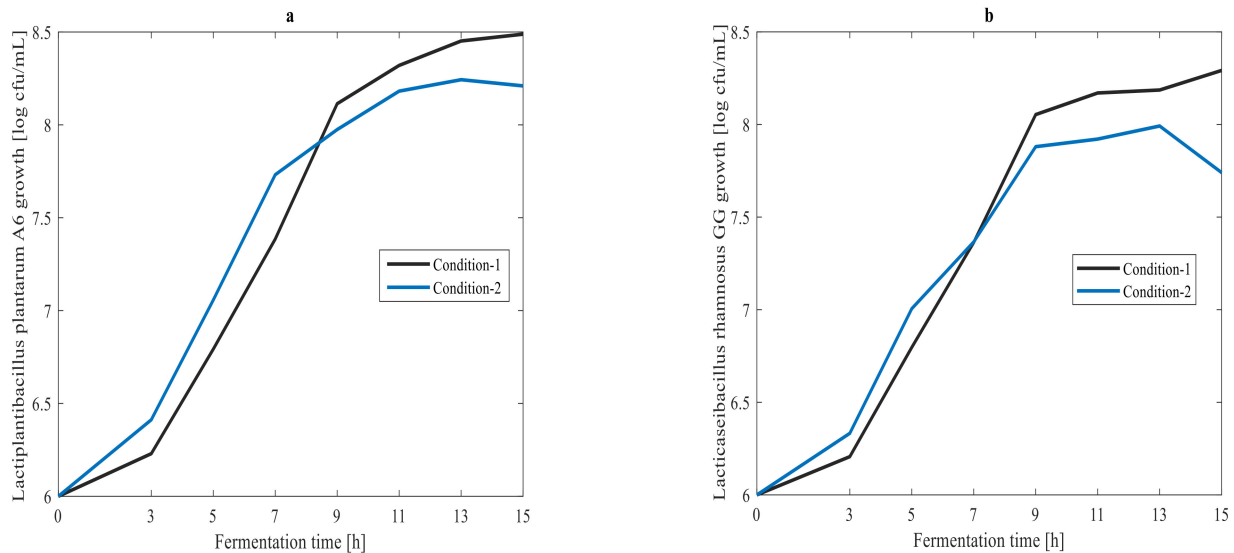 a
Lactiplantibacillus plantarum A6 growth [log cfu/mL]
8.5
8
7.5
7
6.5
6
0 3 5 7 9 11 13 15
Fermentation time [h]
Condition-1
Condition-2
b
Lacticaseibacillus rhamnosus GG growth [log cfu/mL]
8.5
8
7.5
7
6.5
6
0 3 5 7 9 11 13 15
Fermentation time [h]
Condition-1
Condition-2